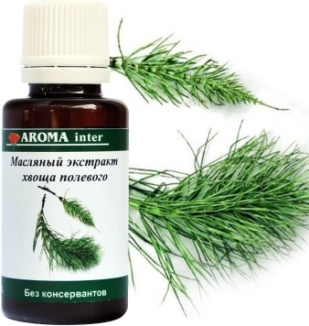 AROMA inter
Масляный экстракт
хвоща полевого
Без консервантов